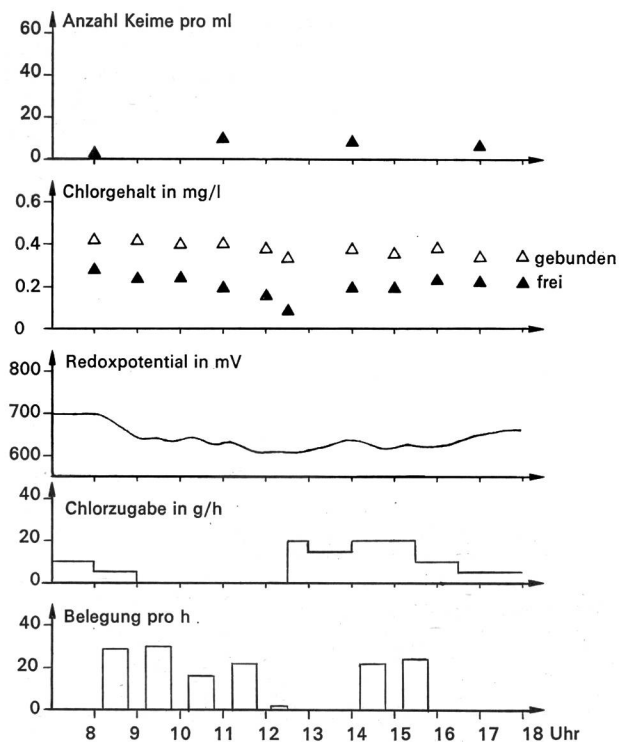 Anzahl Keime pro ml
60
40
20
0
Chlorgehalt in mg/l
0.6
0.4
gebunden
0.2
frei
0
Redoxpotential in mV
800
700
600
Chlorzugabe in g/h
40
20
0
Belegung pro h
40
20
0
8 9 10 11 12 13 14 15 16 17 18 Uhr